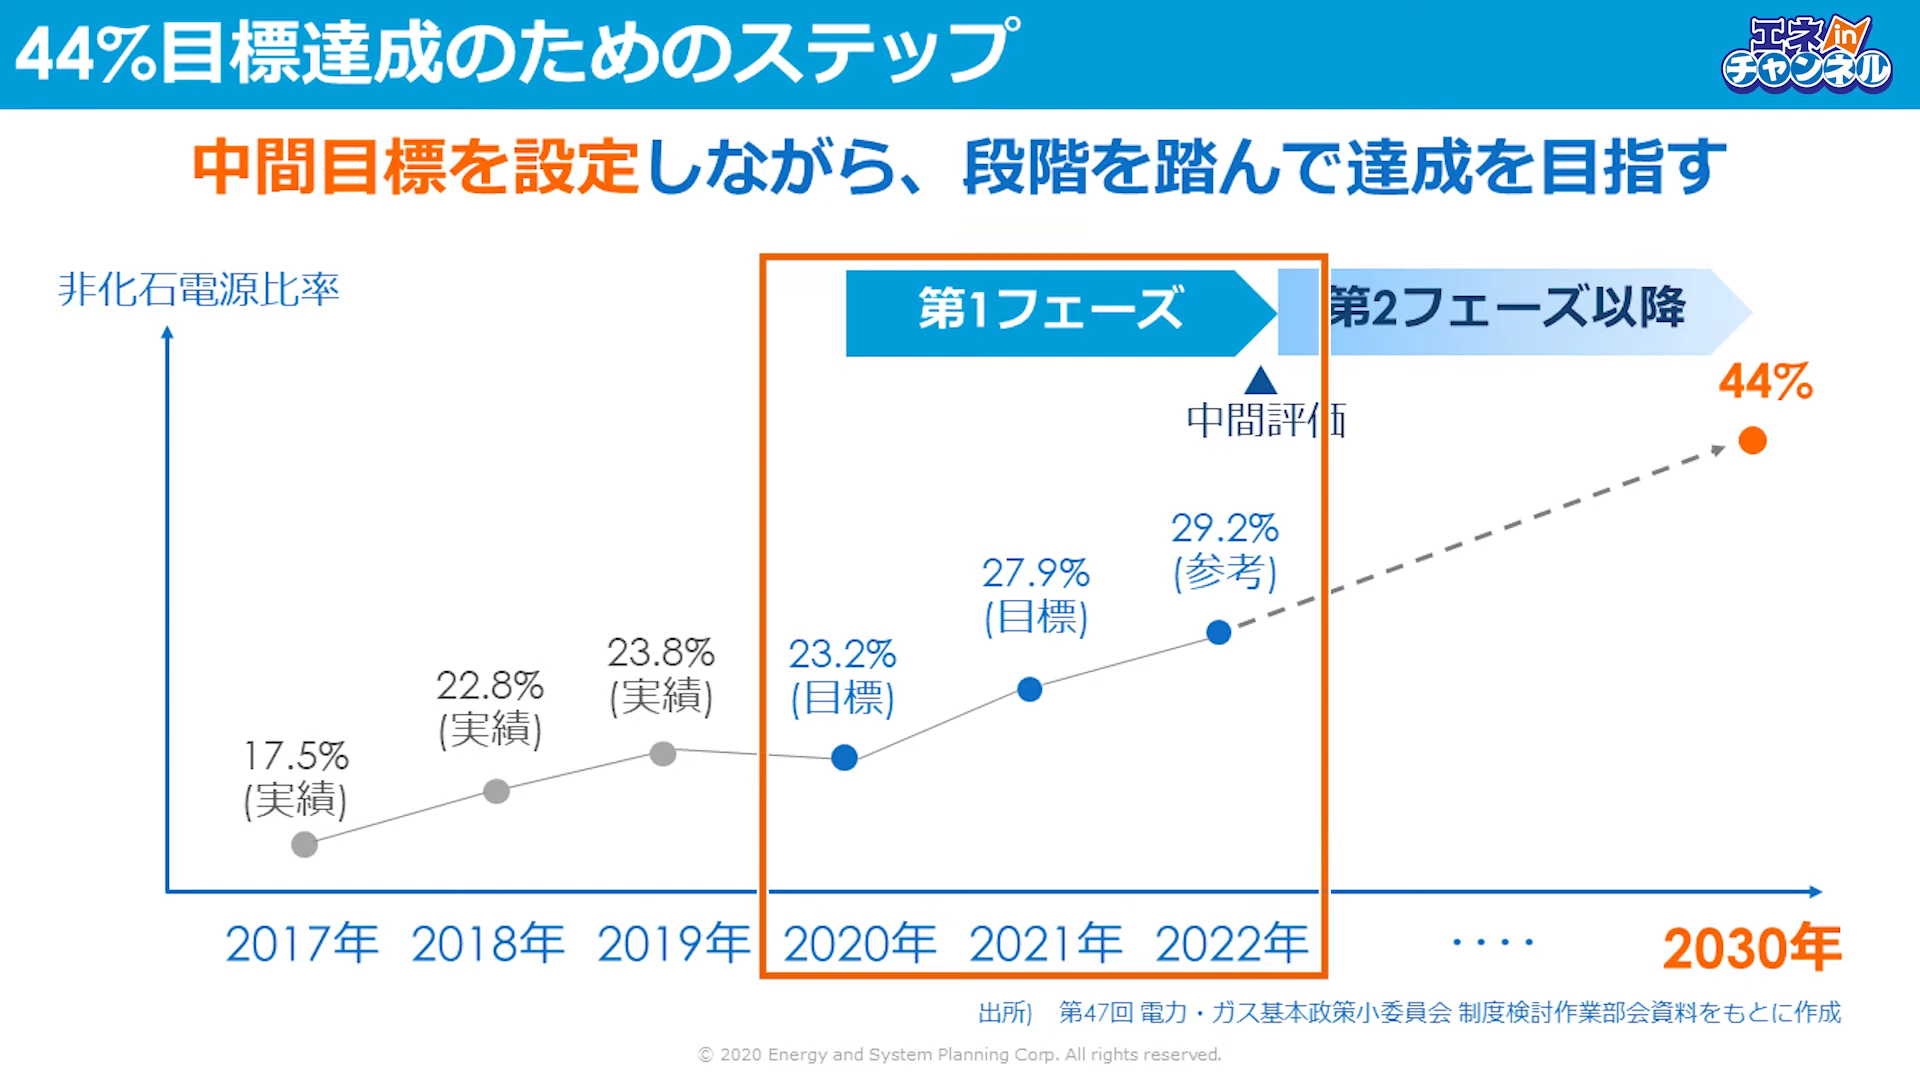 44%目標達成のためのステップ
エネinチャンネル
中間目標を設定しながら、段階を踏んで達成を目指す
非化石電源比率
第1フェーズ
第2フェーズ以降
中間評価
44%
29.2%
(参考)
27.9%
(目標)
23.2%
(目標)
23.8%
(実績)
22.8%
(実績)
17.5%
(実績)
2017年 2018年 2019年 2020年 2021年 2022年 ・・・・ 2030年
出所) 第47回 電力・ガス基本政策小委員会 制度検討作業部会資料をもとに作成
© 2020 Energy and System Planning Corp. All rights reserved.